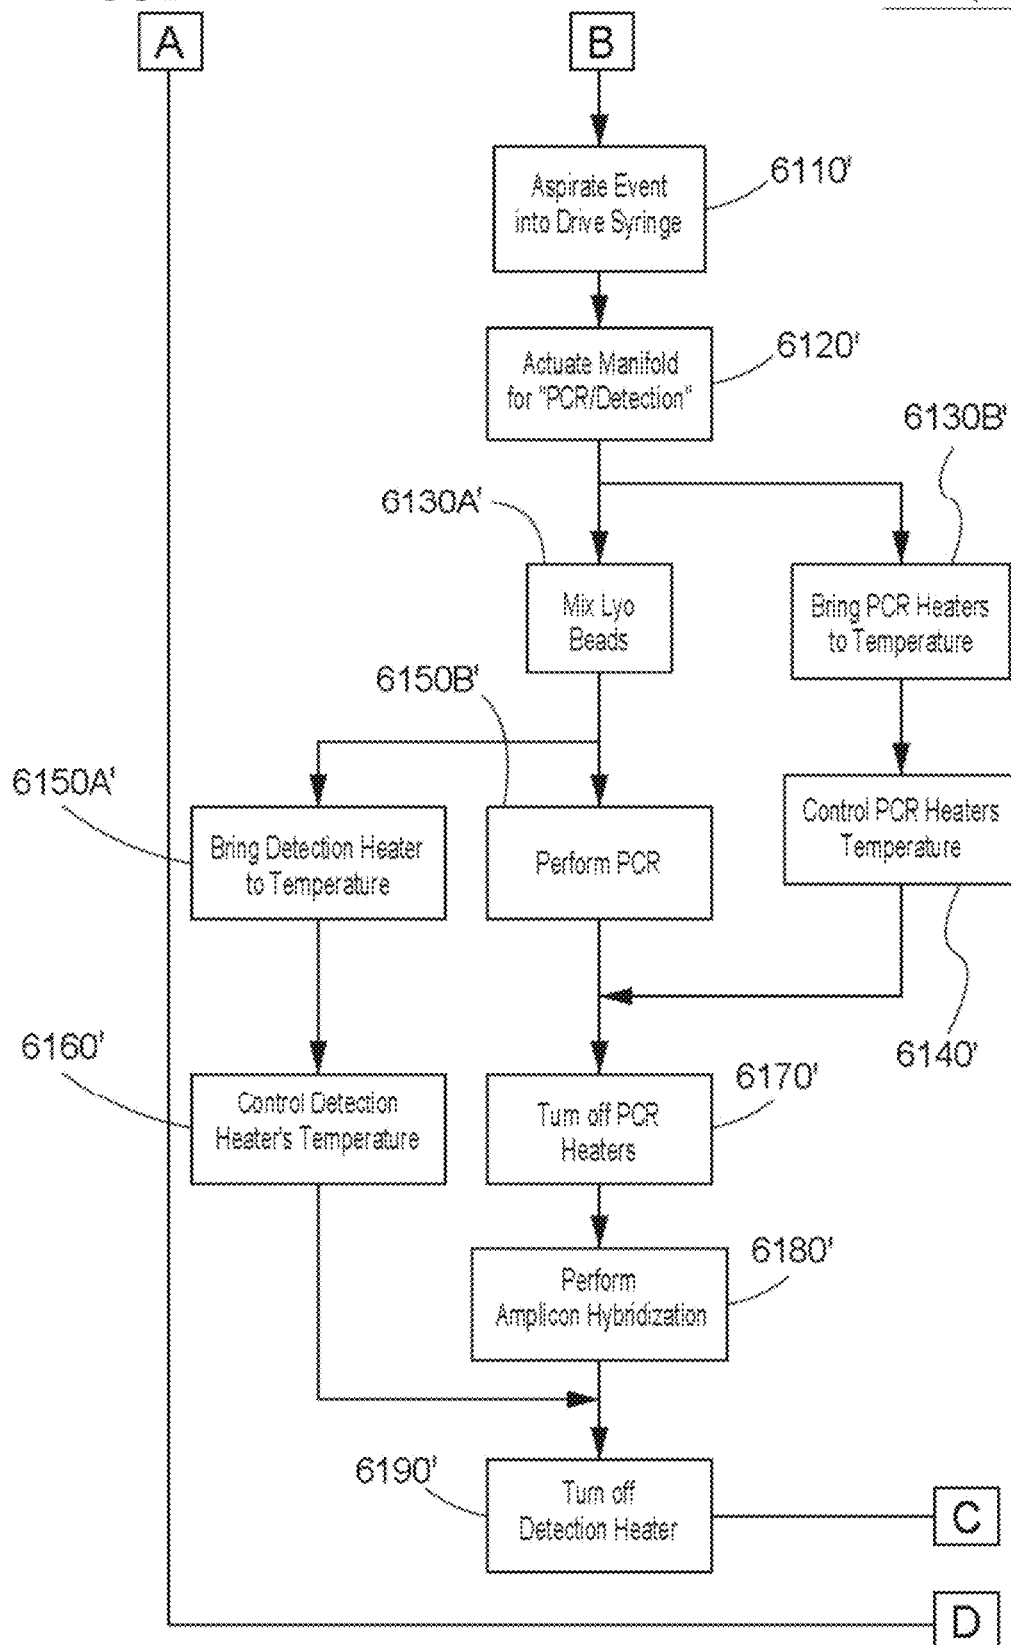 A
B
Aspirate Event
into Drive Syringe
6110'
Actuate Manifold
for "PCR/Detection"
6120'
6130B'
6130A'
Mix Lyo
Beads
Bring PCR Heaters
to Temperature
6150B'
6150A'
Bring Detection Heater
to Temperature
Perform PCR
Control PCR Heaters
Temperature
6160'
6140'
Control Detection
Heater's Temperature
Turn off PCR
Heaters
6170'
6180'
Perform
Amplicon Hybridization
6190'
Turn off
Detection Heater
C
D